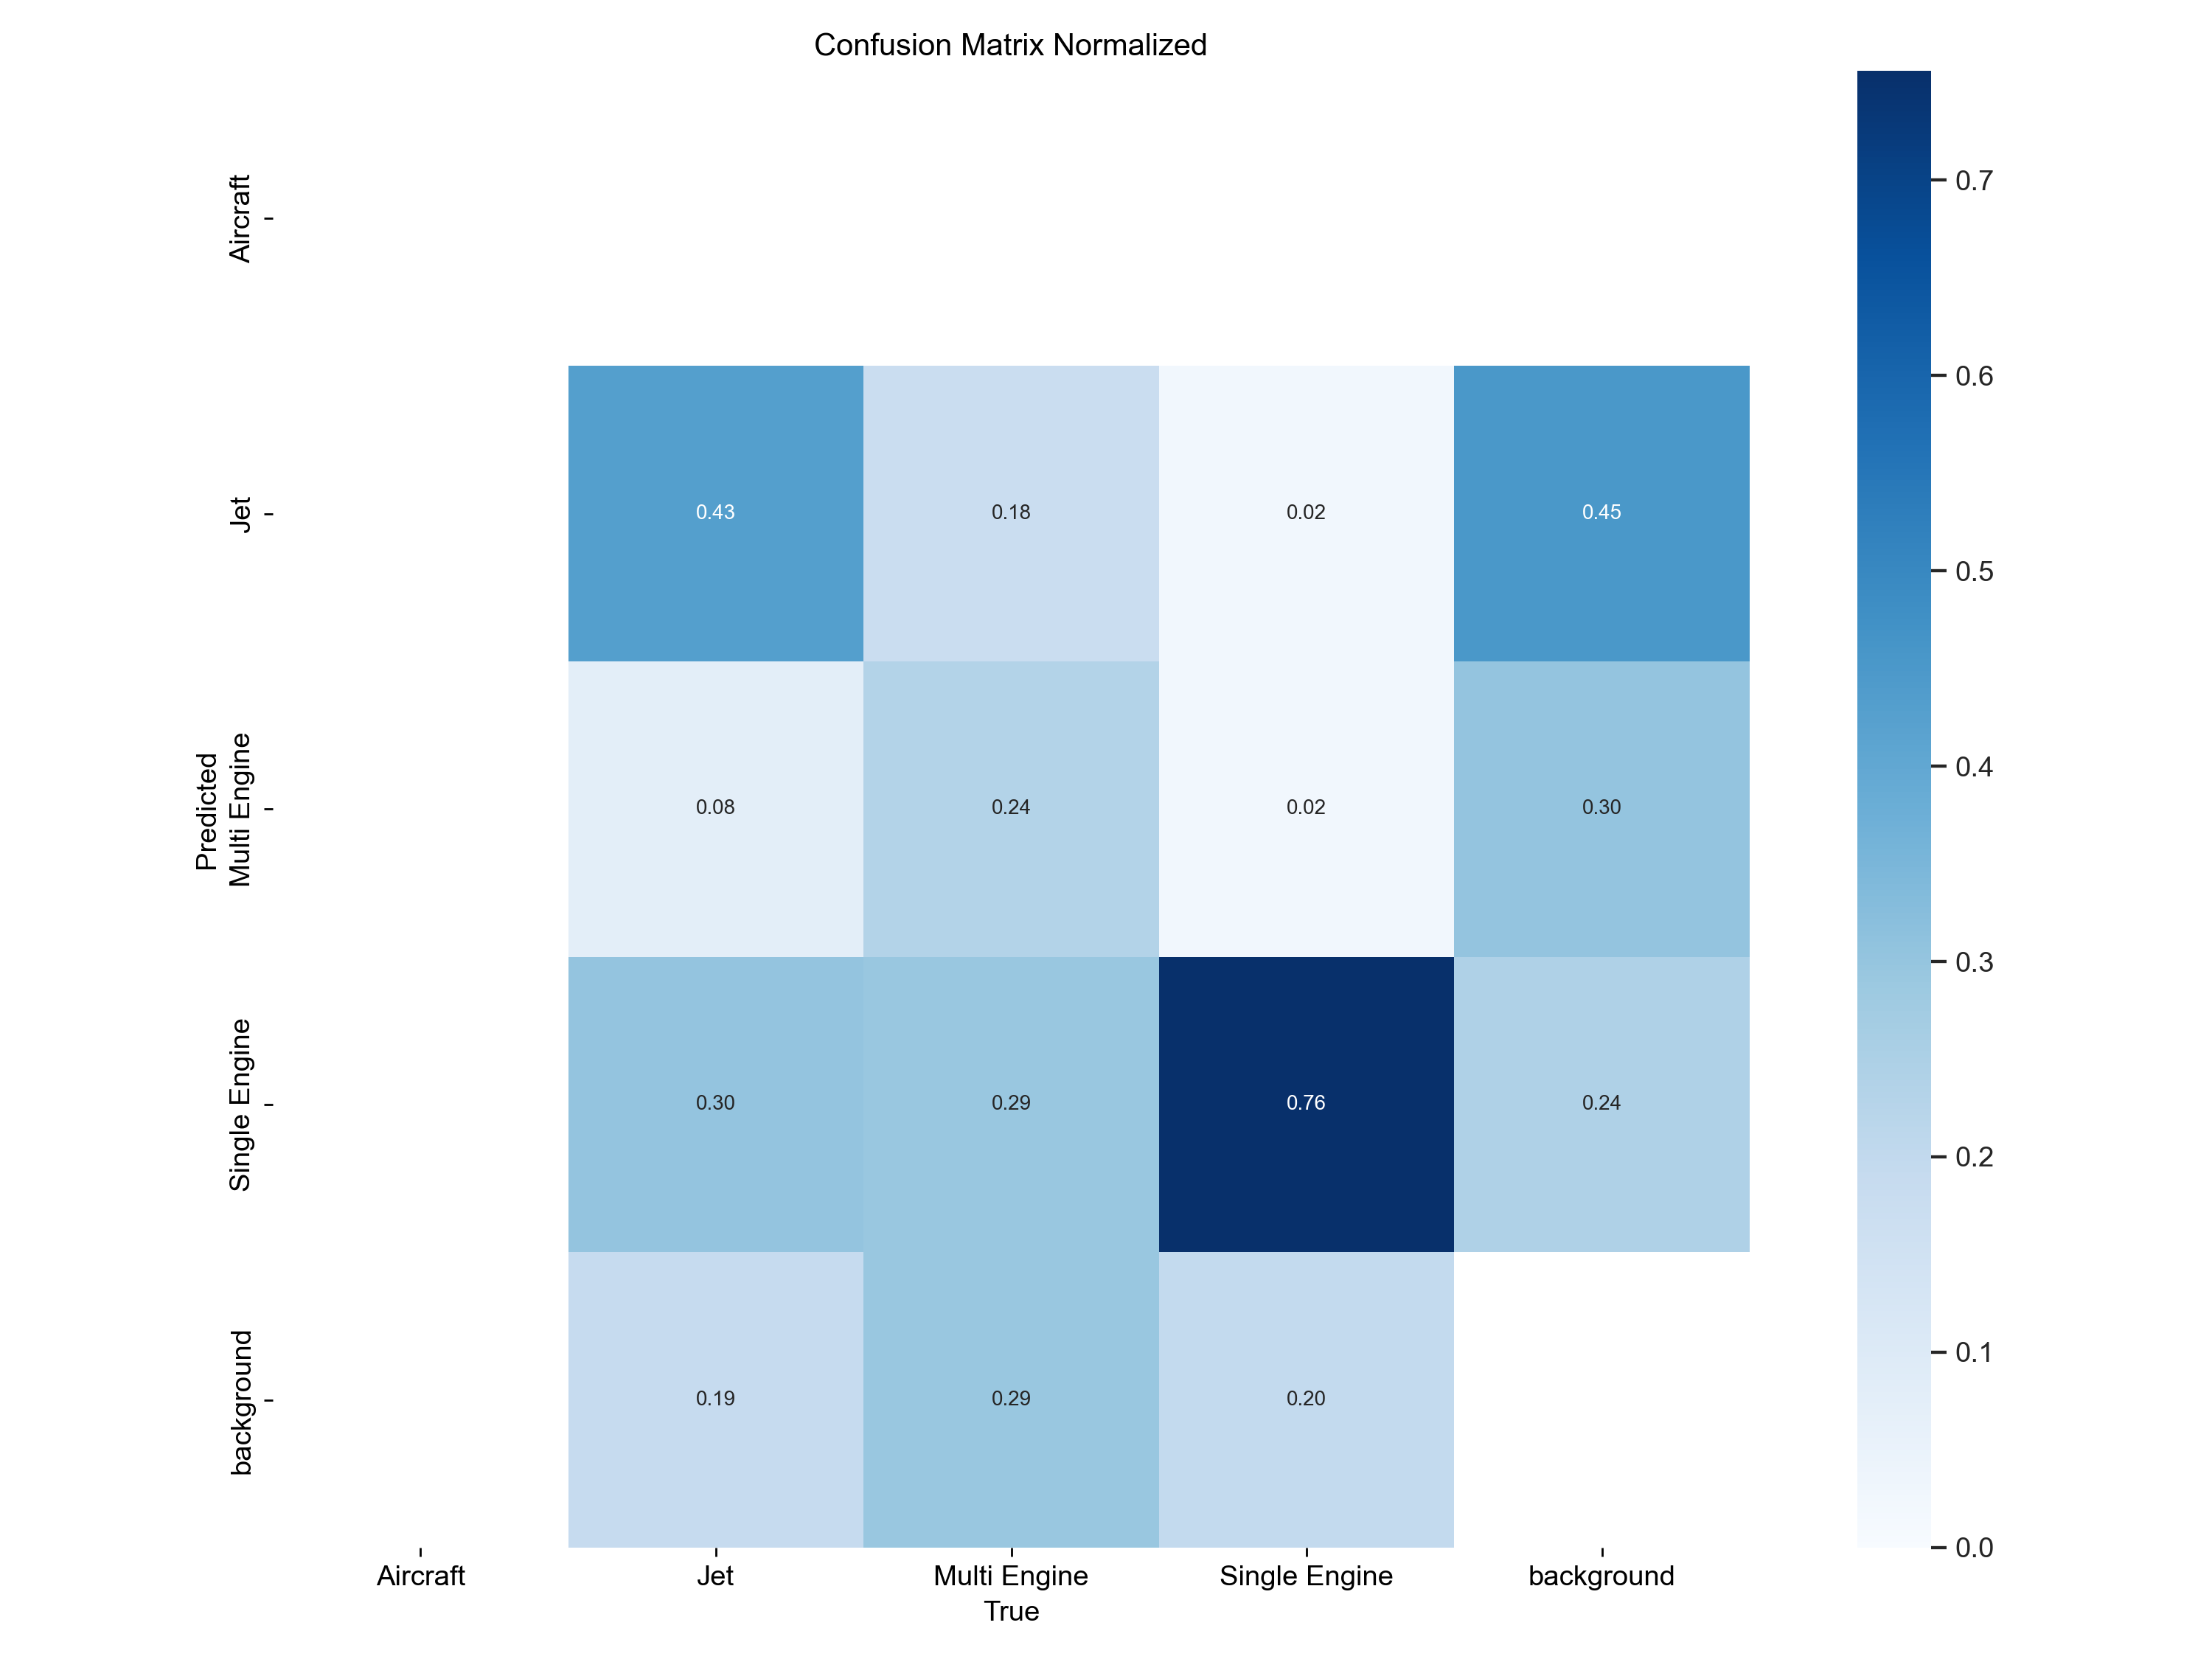 Confusion Matrix Normalized
Predicted
Aircraft
Jet
Multi Engine
Single Engine
background
0.43 0.18 0.02 0.45
0.08 0.24 0.02 0.30
0.30 0.29 0.76 0.24
0.19 0.29 0.20
Aircraft Jet Multi Engine Single Engine background
True
0.7
0.6
0.5
0.4
0.3
0.2
0.1
0.0